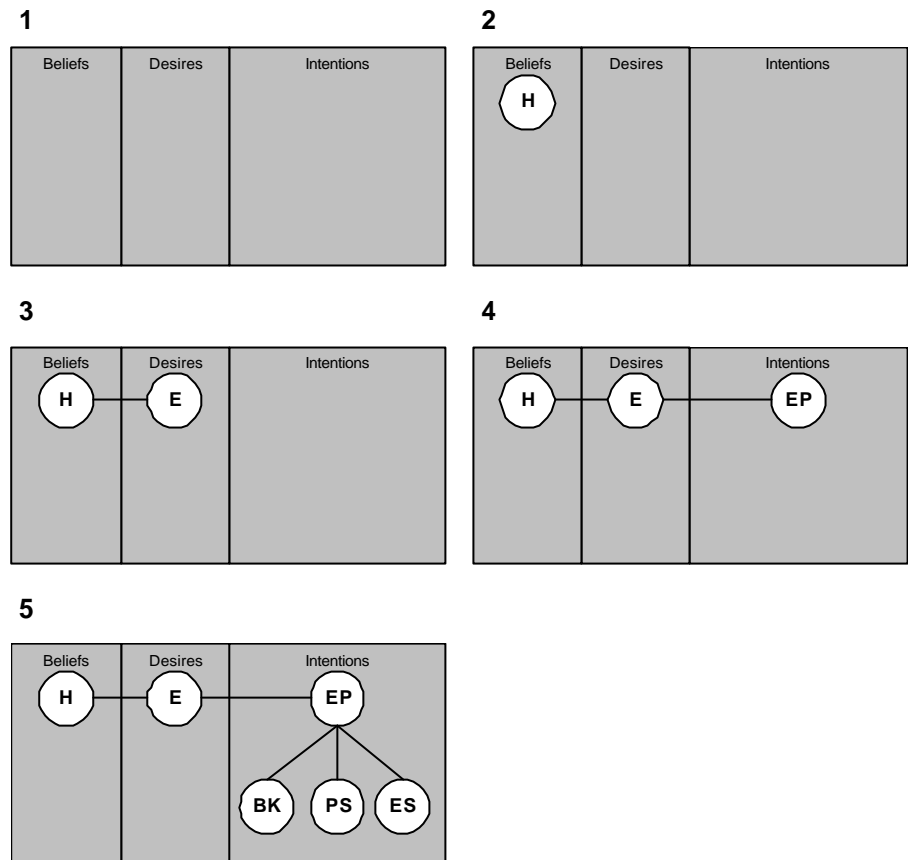 1
2
Beliefs Desires Intentions
Beliefs Desires Intentions
H
3
4
Beliefs Desires Intentions
Beliefs Desires Intentions
H E
H E EP
5
Beliefs Desires Intentions
H E EP
BK PS ES